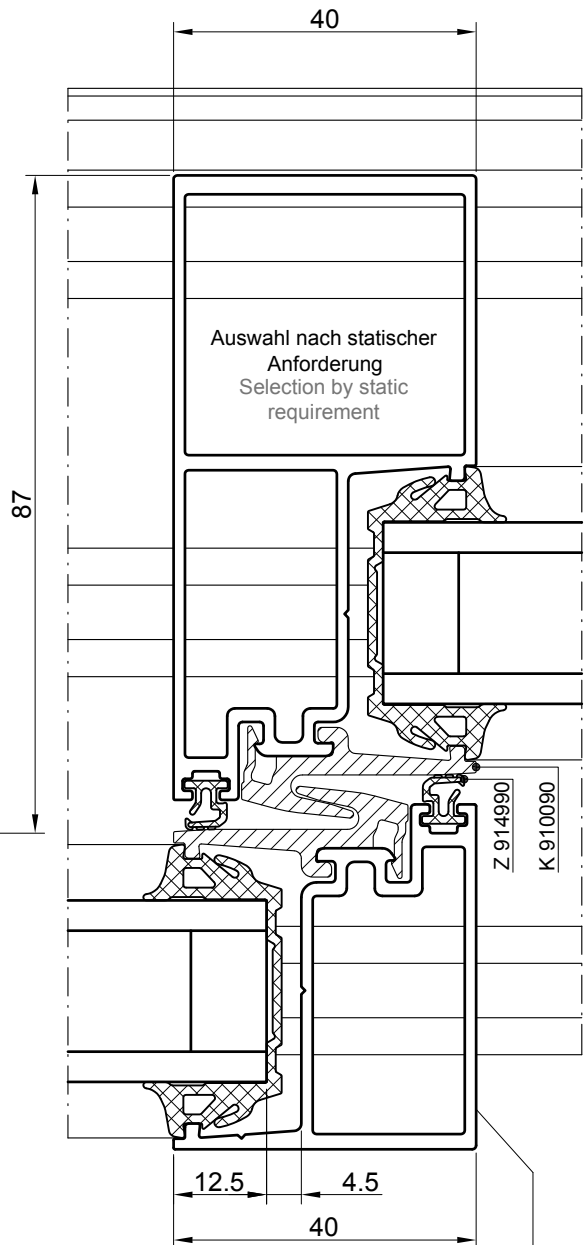 40
Auswahl nach statischer
Anforderung
Selection by static
requirement
87
Z 914990
K 910090
12.5
4.5
40